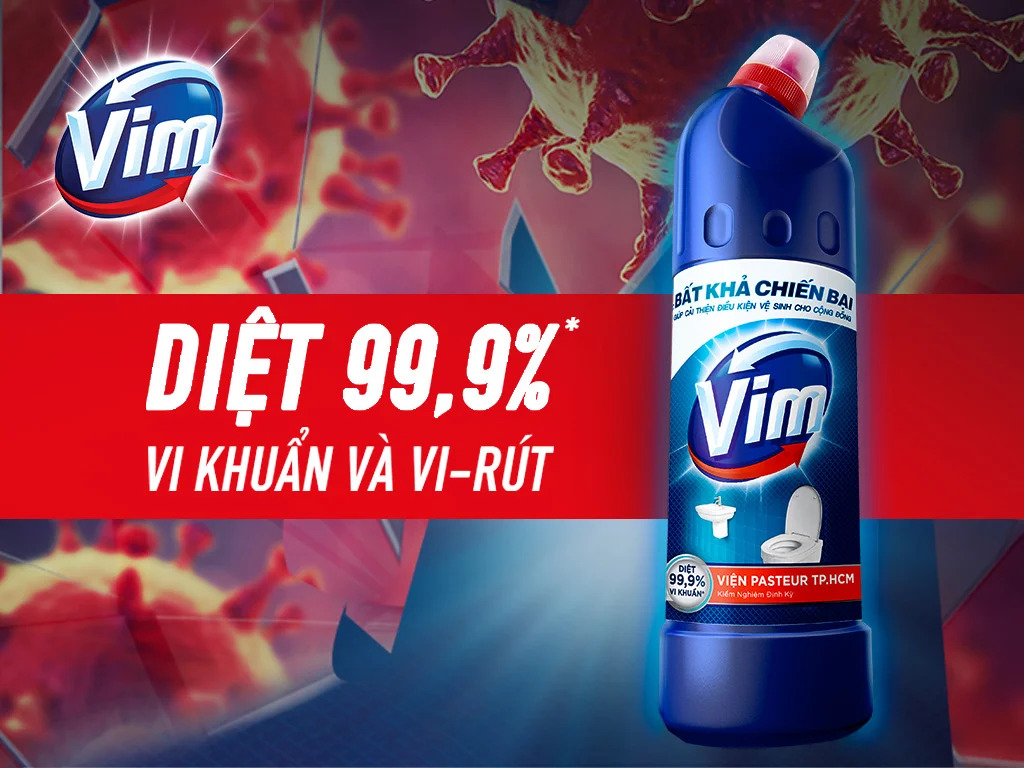 Vim
DIỆT 99,9%*
VI KHUẨN VÀ VI-RÚT
BẤT KHẢ CHIẾN BẠI
GIÚP CẢI THIỆN ĐIỀU KIỆN VỆ SINH CHO CỘNG ĐỒNG
Vim
DIỆT
99,9%
VI KHUẨN*
VIỆN PASTEUR TP.HCM
Kiểm Nghiệm Định Kỳ